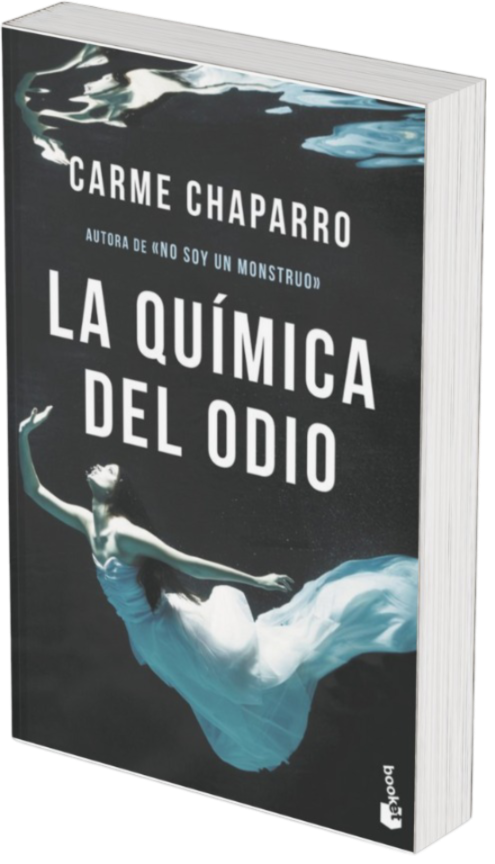 CARME CHAPARRO
AUTORA DE «NO SOY UN MONSTRUO»
LA QUÍMICA
DEL ODIO
booket